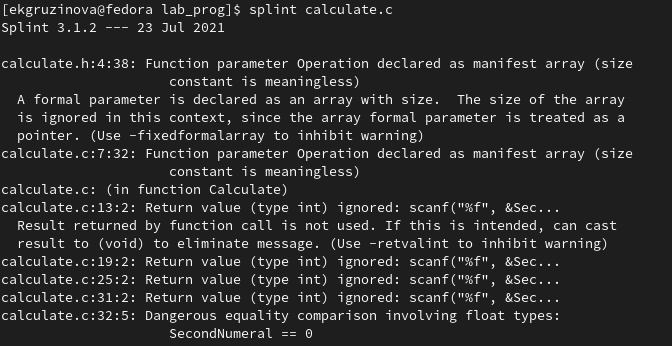 [ekgruzinova@fedora lab_prog]$ splint calculate.c
Splint 3.1.2 --- 23 Jul 2021

calculate.h:4:38: Function parameter Operation declared as manifest array (size
                     constant is meaningless)
  A formal parameter is declared as an array with size.  The size of the array
  is ignored in this context, since the array formal parameter is treated as a
  pointer. (Use -fixedformalarray to inhibit warning)
calculate.c:7:32: Function parameter Operation declared as manifest array (size
                     constant is meaningless)
calculate.c: (in function Calculate)
calculate.c:13:2: Return value (type int) ignored: scanf("%f", &Sec...
  Result returned by function call is not used. If this is intended, can cast
  result to (void) to eliminate message. (Use -retvalint to inhibit warning)
calculate.c:19:2: Return value (type int) ignored: scanf("%f", &Sec...
calculate.c:25:2: Return value (type int) ignored: scanf("%f", &Sec...
calculate.c:31:2: Return value (type int) ignored: scanf("%f", &Sec...
calculate.c:32:5: Dangerous equality comparison involving float types:
                     SecondNumeral == 0